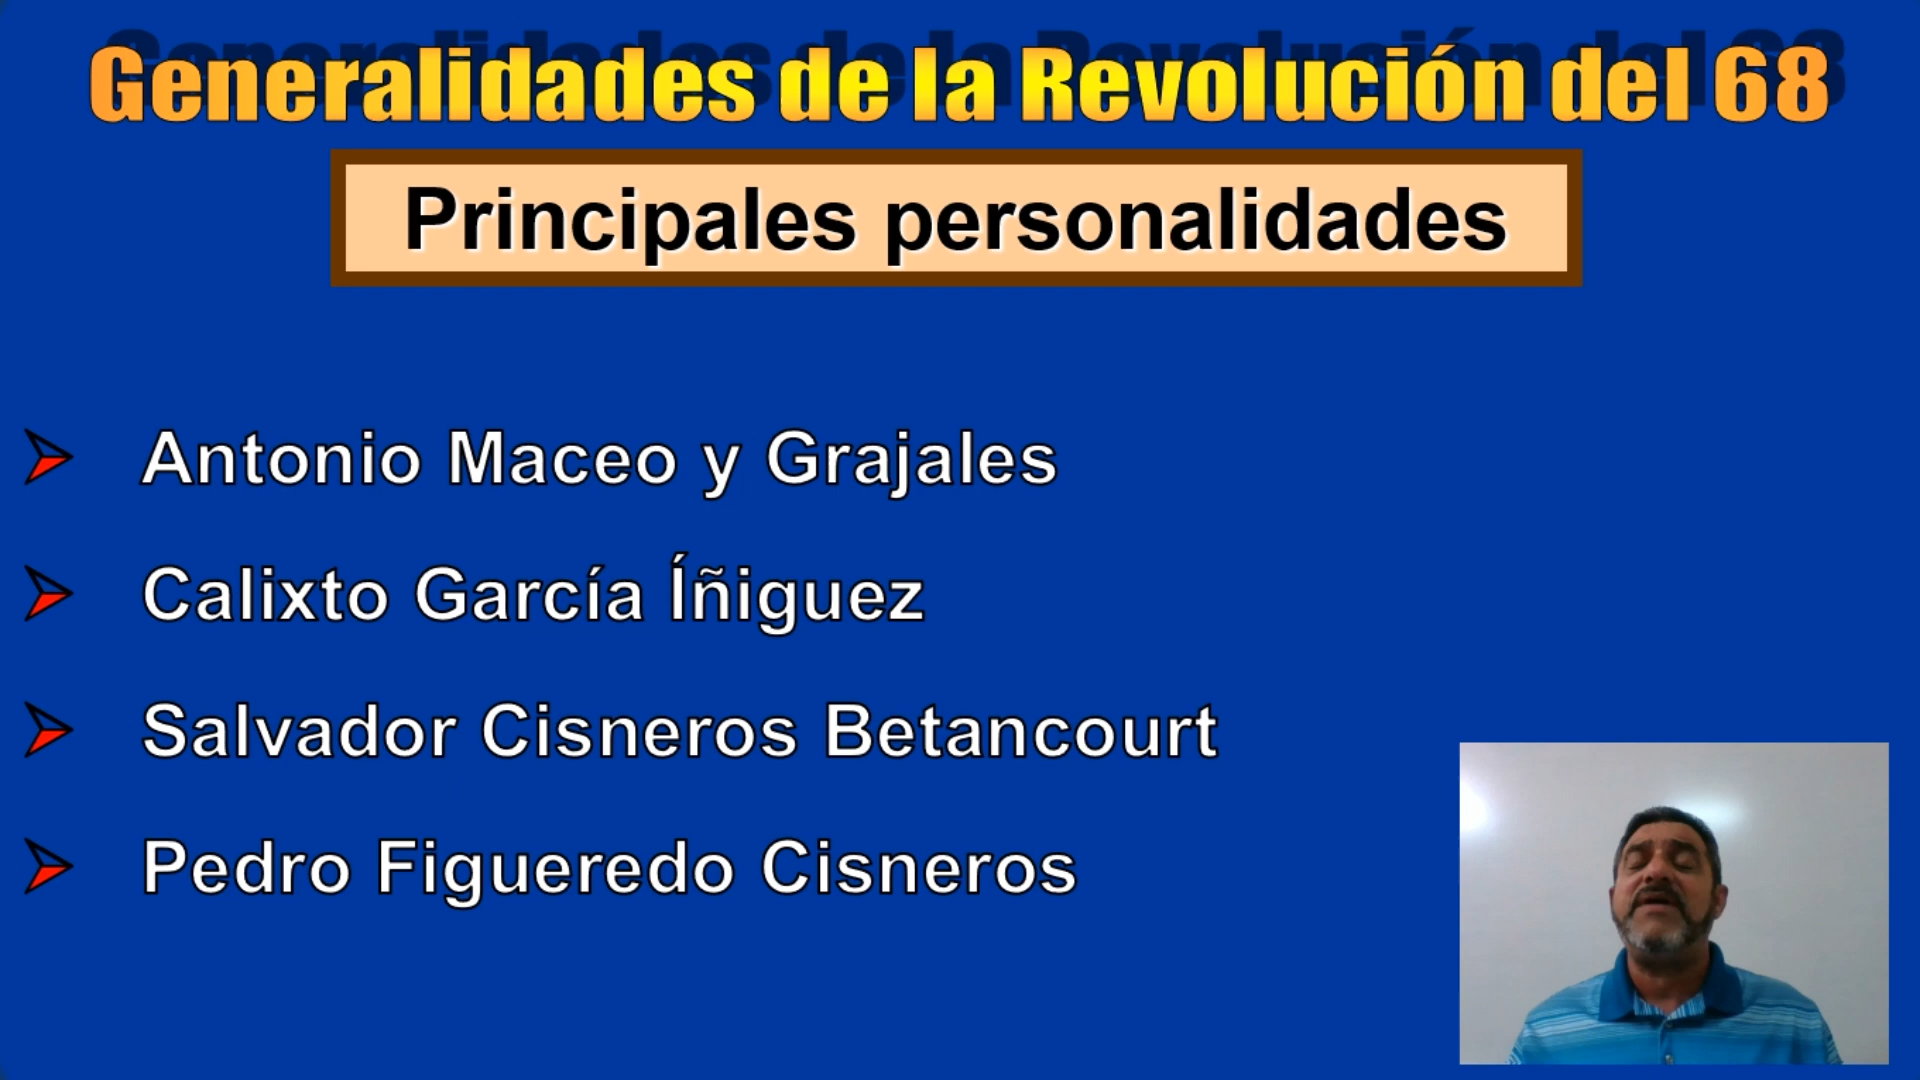 Generalidades de la Revolución del 68
Principales personalidades
Antonio Maceo y Grajales
Calixto García Íñiguez
Salvador Cisneros Betancourt
Pedro Figueredo Cisneros